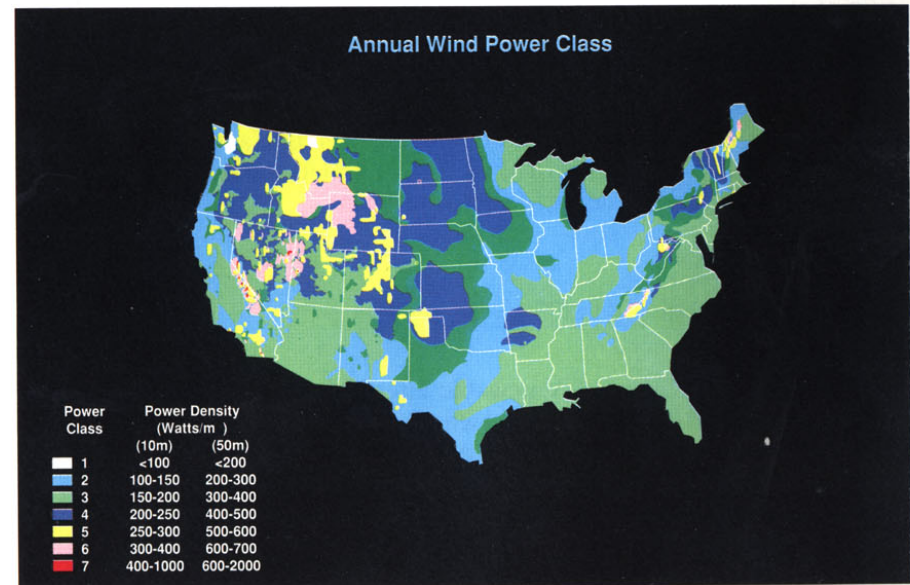 Annual Wind Power Class
Power Power Density
Class (Watts/m )
(10m) (50m)
1 <100 <200
2 100-150 200-300
3 150-200 300-400
4 200-250 400-500
5 250-300 500-600
6 300-400 600-700
7 400-1000 600-2000